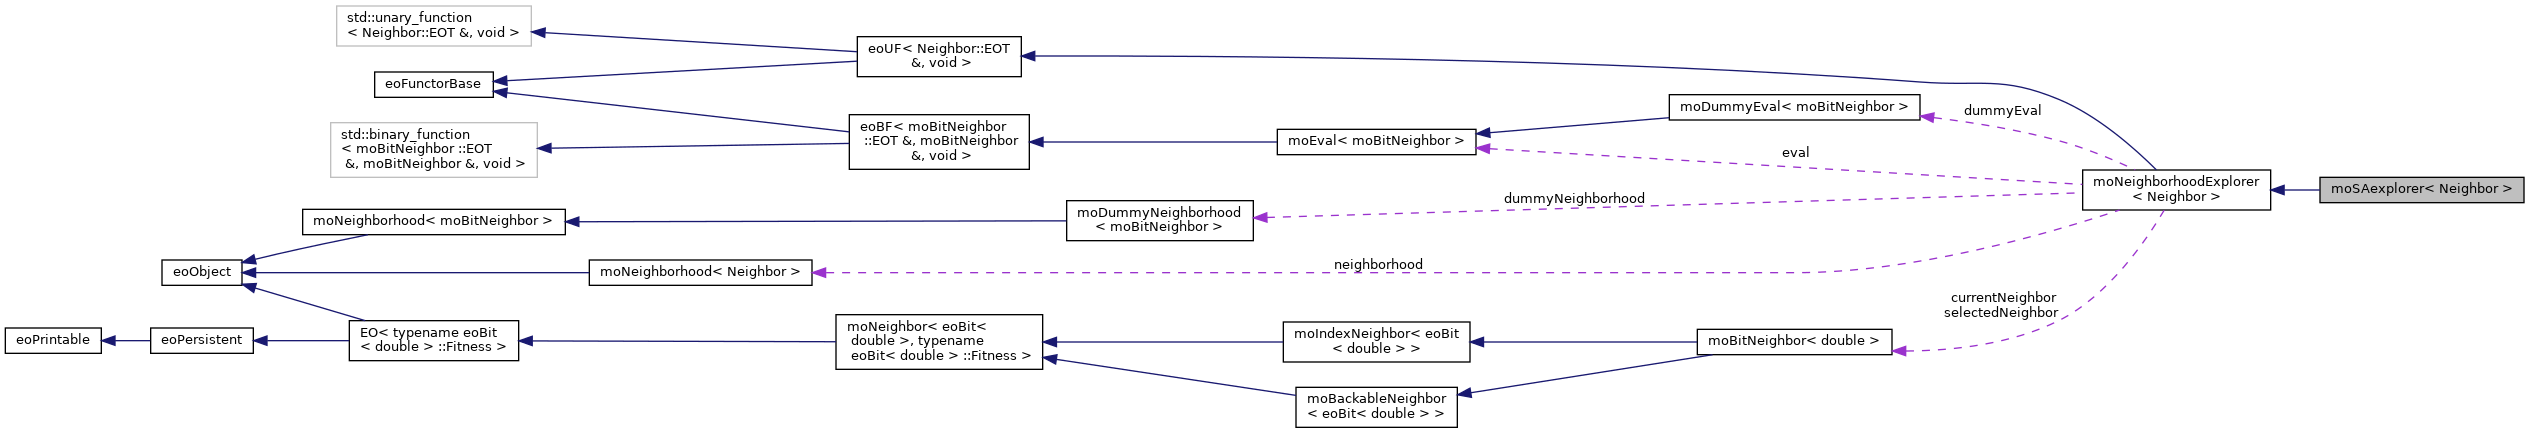 std::unary_function
< Neighbor::EOT &, void >
eoUF< Neighbor::EOT
&, void >
eoFunctorBase
moDummyEval< moBitNeighbor >
dummyEval
eoBF< moBitNeighbor
::EOT &, moBitNeighbor
&, void >
std::binary_function
< moBitNeighbor ::EOT
&, moBitNeighbor &, void >
moEval< moBitNeighbor >
eval
moNeighborhoodExplorer
< Neighbor >
moSAexplorer< Neighbor >
dummyNeighborhood
moNeighborhood< moBitNeighbor >
moDummyNeighborhood
< moBitNeighbor >
eoObject
moNeighborhood< Neighbor >
neighborhood
currentNeighbor
selectedNeighbor
eoPrintable
eoPersistent
EO< typename eoBit
< double > ::Fitness >
moNeighbor< eoBit<
double >, typename
eoBit< double > ::Fitness >
moIndexNeighbor< eoBit
< double > >
moBitNeighbor< double >
moBackableNeighbor
< eoBit< double > >